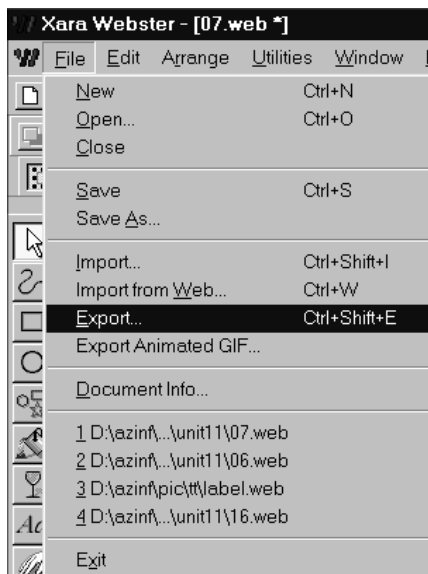 Xara Webster - [07.web *]
File Edit Arrange Utilities Window
New Ctrl+N
Open... Ctrl+O
Close
Save Ctrl+S
Save As...
Import... Ctrl+Shift+I
Import from Web... Ctrl+W
Export... Ctrl+Shift+E
Export Animated GIF...
Document Info...
1 D:\azinf\...\unit11\07.web
2 D:\azinf\...\unit11\06.web
3 D:\azinf\pic\tt\label.web
4 D:\azinf\...\unit11\16.web
Exit